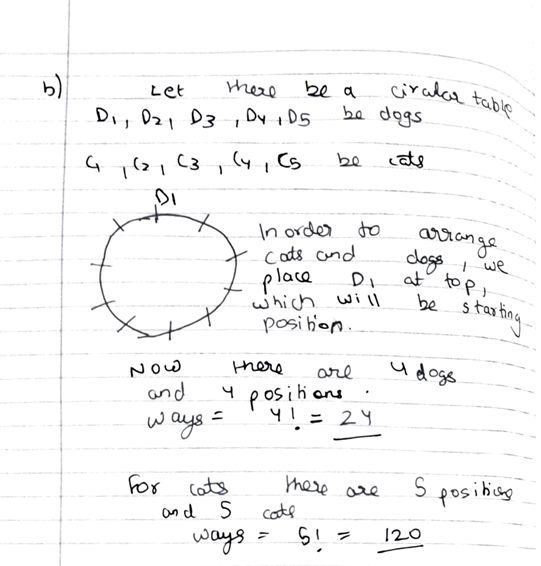 b) Let there be a circular table
D1, D2, D3, D4, D5 be dogs
C1, C2, C3, C4, C5 be cats
D1
In order to arrange
cats and dogs, we
place D1 at top,
which will be starting
position.
Now there are 4 dogs
and 4 positions.
ways = 4! = 24
For cats there are 5 positions
and 5 cats
ways = 5! = 120